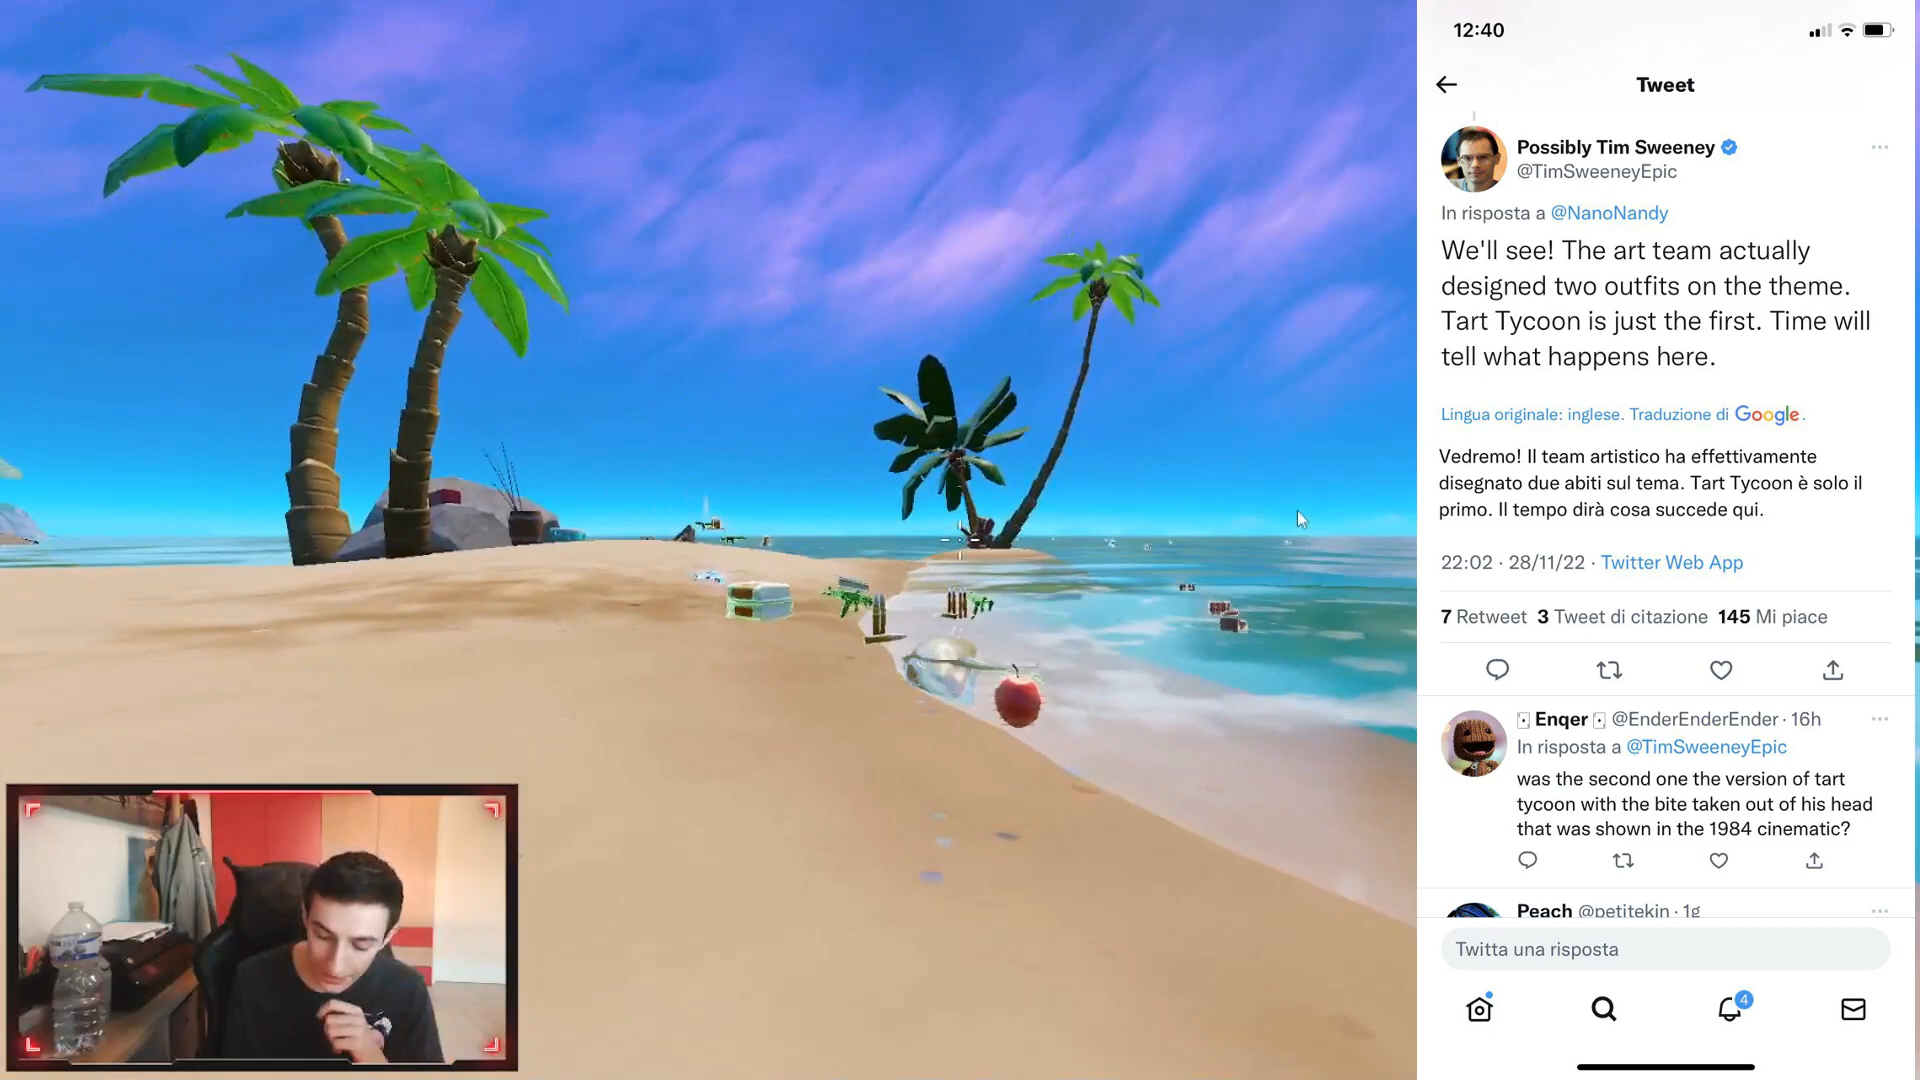 12:40
Tweet
Possibly Tim Sweeney
@TimSweeneyEpic
In risposta a @NanoNandy
We'll see! The art team actually
designed two outfits on the theme.
Tart Tycoon is just the first. Time will
tell what happens here.
Lingua originale: inglese. Traduzione di Google.
Vedremo! Il team artistico ha effettivamente
disegnato due abiti sul tema. Tart Tycoon è solo il
primo. Il tempo dirà cosa succede qui.
22:02 · 28/11/22 · Twitter Web App
7 Retweet 3 Tweet di citazione 145 Mi piace
Enqer @EnderEnderEnder · 16h
In risposta a @TimSweeneyEpic
was the second one the version of tart
tycoon with the bite taken out of his head
that was shown in the 1984 cinematic?
Peach @petitekin · 1g
Twitta una risposta
4